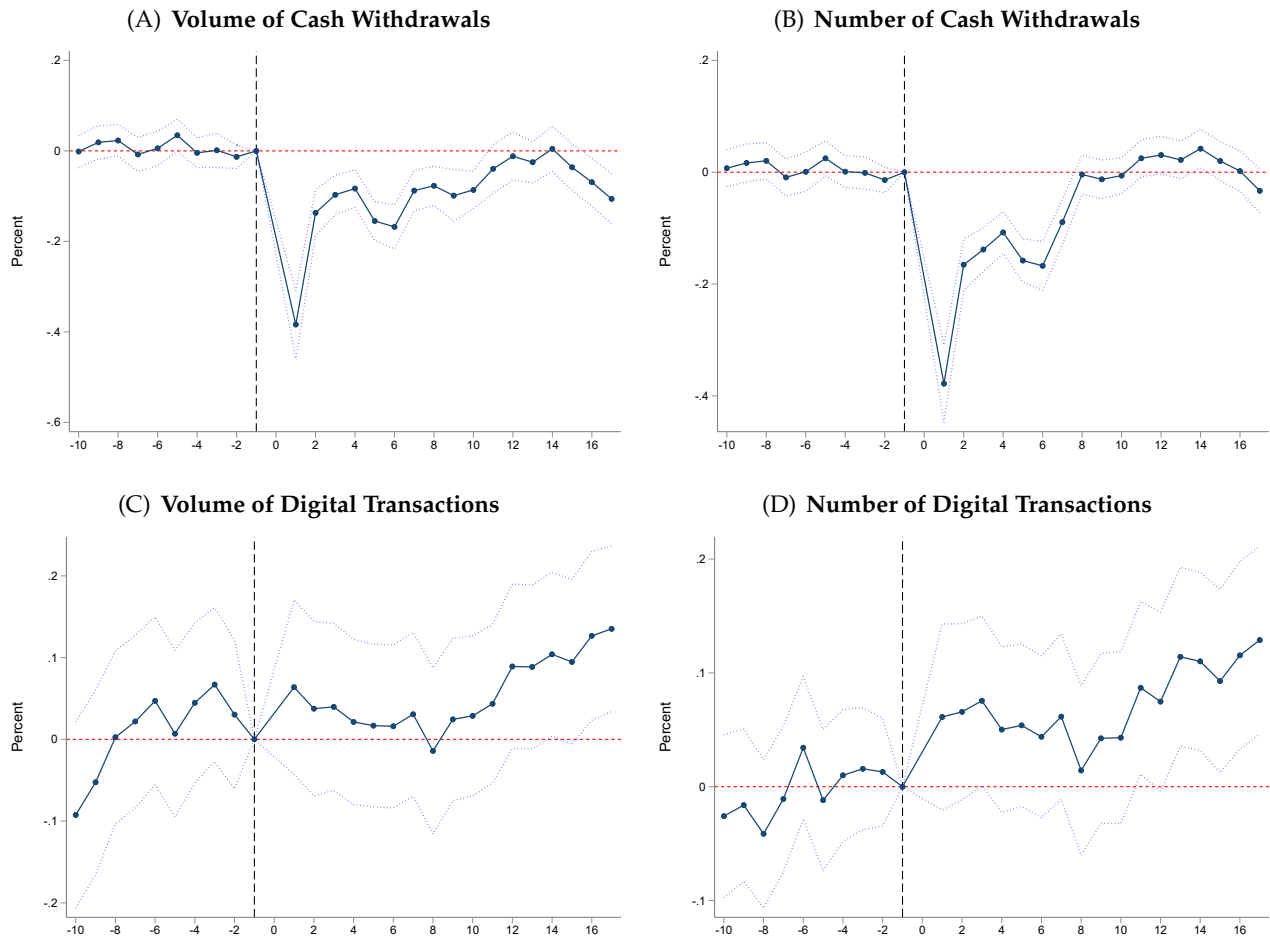 (A) Volume of Cash Withdrawals
.2
0
-.2
-.4
-.6
Percent
-10 -8 -6 -4 -2 0 2 4 6 8 10 12 14 16
(B) Number of Cash Withdrawals
.2
0
-.2
-.4
Percent
-10 -8 -6 -4 -2 0 2 4 6 8 10 12 14 16
(C) Volume of Digital Transactions
.2
.1
0
-.1
-.2
Percent
-10 -8 -6 -4 -2 0 2 4 6 8 10 12 14 16
(D) Number of Digital Transactions
.2
.1
0
-.1
Percent
-10 -8 -6 -4 -2 0 2 4 6 8 10 12 14 16